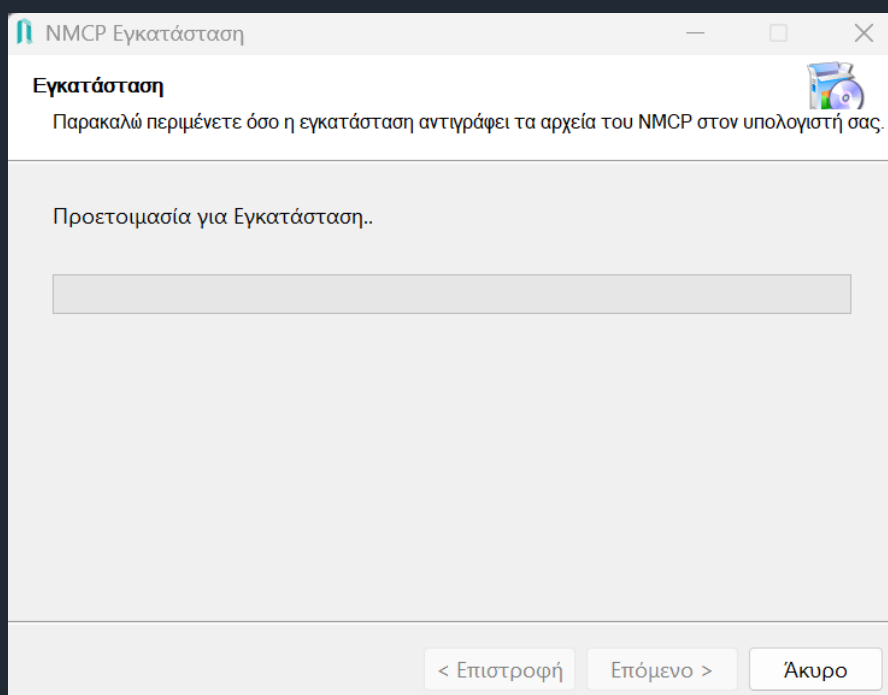 NMCP Εγκατάσταση
Εγκατάσταση
Παρακαλώ περιμένετε όσο η εγκατάσταση αντιγράφει τα αρχεία του NMCP στον υπολογιστή σας.
Προετοιμασία για Εγκατάσταση..
< Επιστροφή Επόμενο > Άκυρο